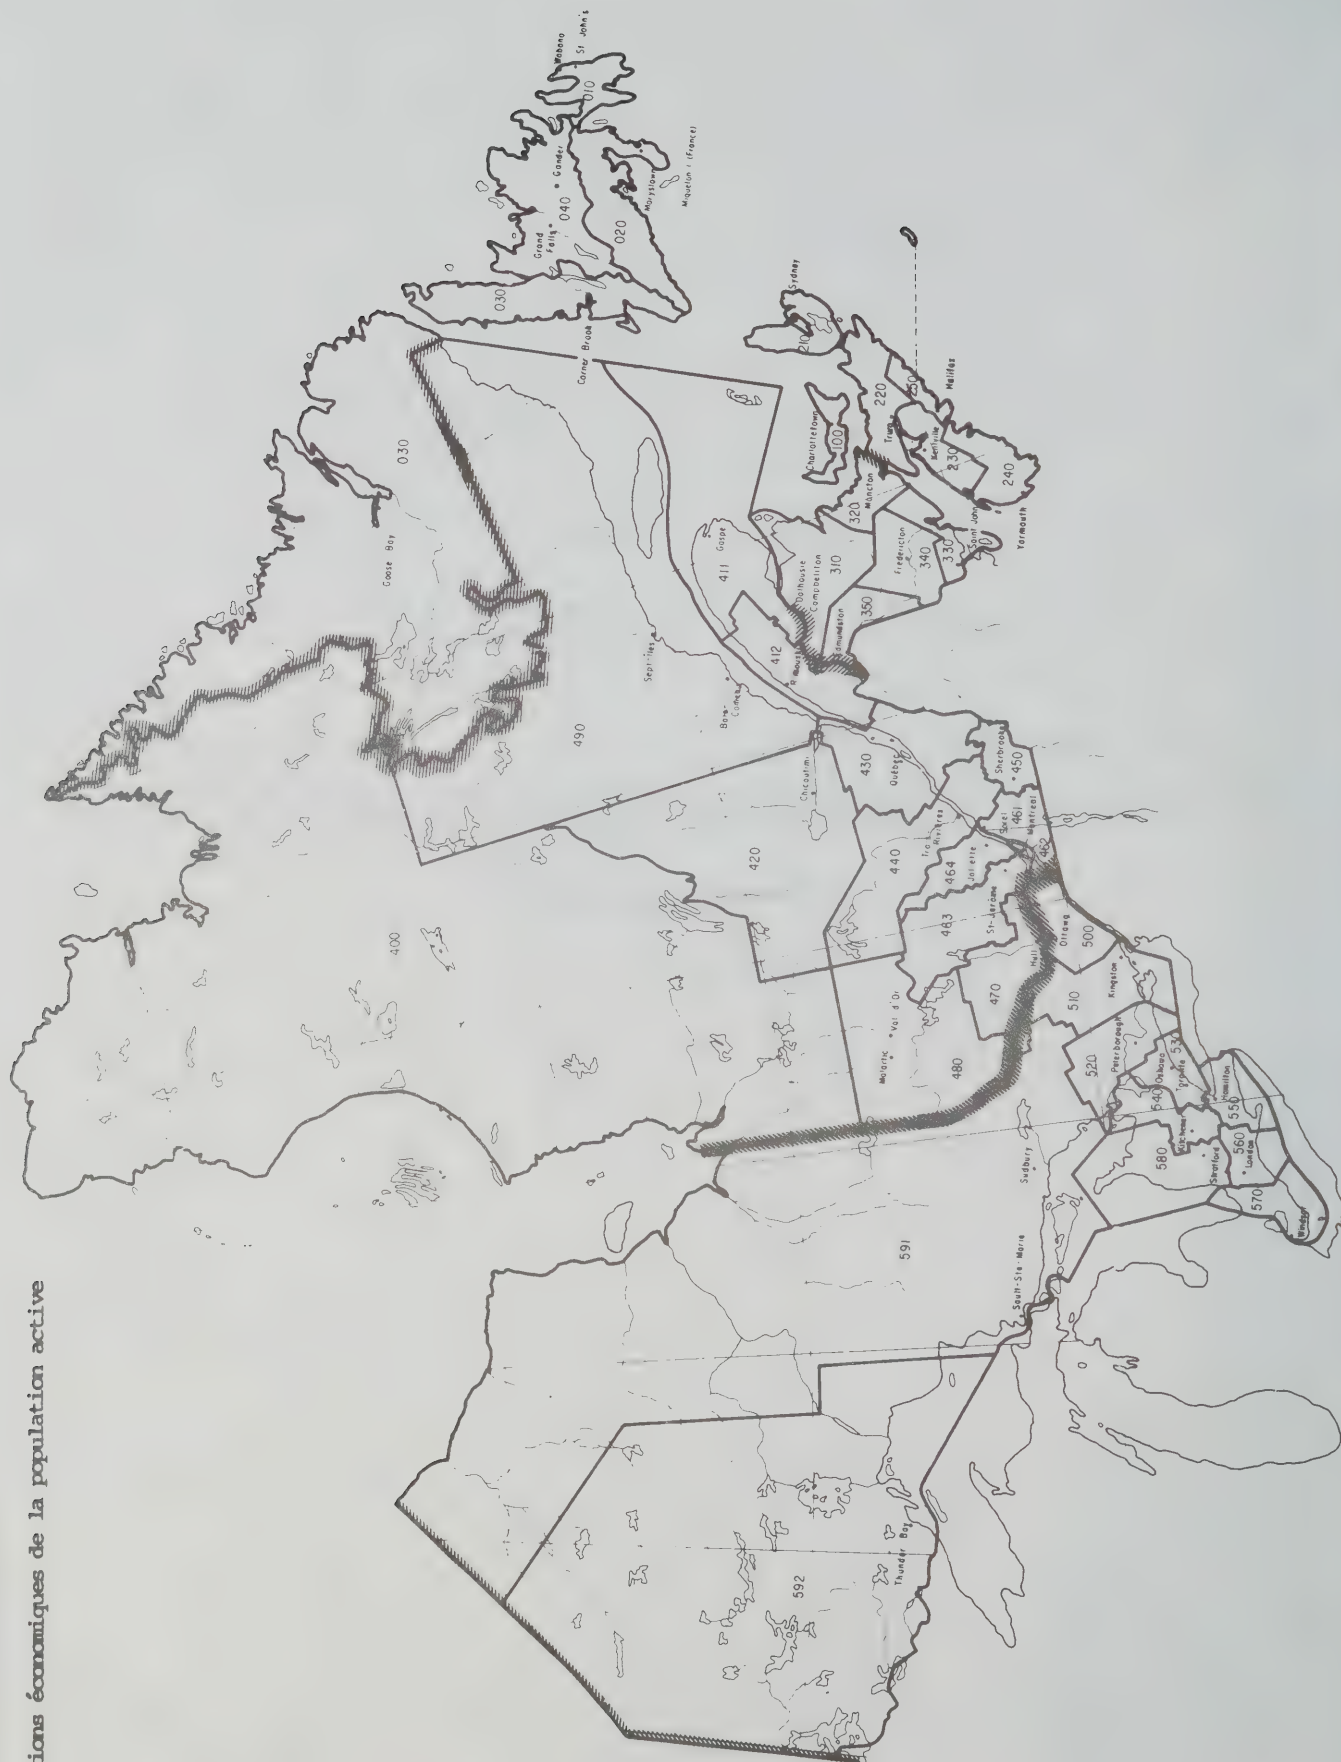 ions économiques de la population active
Wabana
St John's
010
Gander
040
Grand
Falls
Marystown
020
Miquelon I (France)
030
Corner Brook
030
Goose Bay
Sydney
210
220
250
Halifax
Truro
Kentville
230
240
Yarmouth
Charlottetown
100
Moncton
320
310
Fredericton
340
330
Saint John
350
Dalhousie
Campbellton
Edmundston
Gaspé
411
412
Rimouski
Sept-Îles
Baie-
Comeau
490
Chicoutimi
430
Québec
Sherbrooke
450
420
440
Trois
Rivières
Sorel
461
Montréal
462
464
Joliette
463
St-Jérôme
400
470
Hull
Ottawa
500
Malartic
Val d'Or
480
510
Kingston
520
Peterborough
Oshawa
530
Toronto
540
Hamilton
550
Kitchener
580
Stratford
560
London
570
Windsor
Sudbury
591
Sault-Ste-Marie
592
Thunder Bay